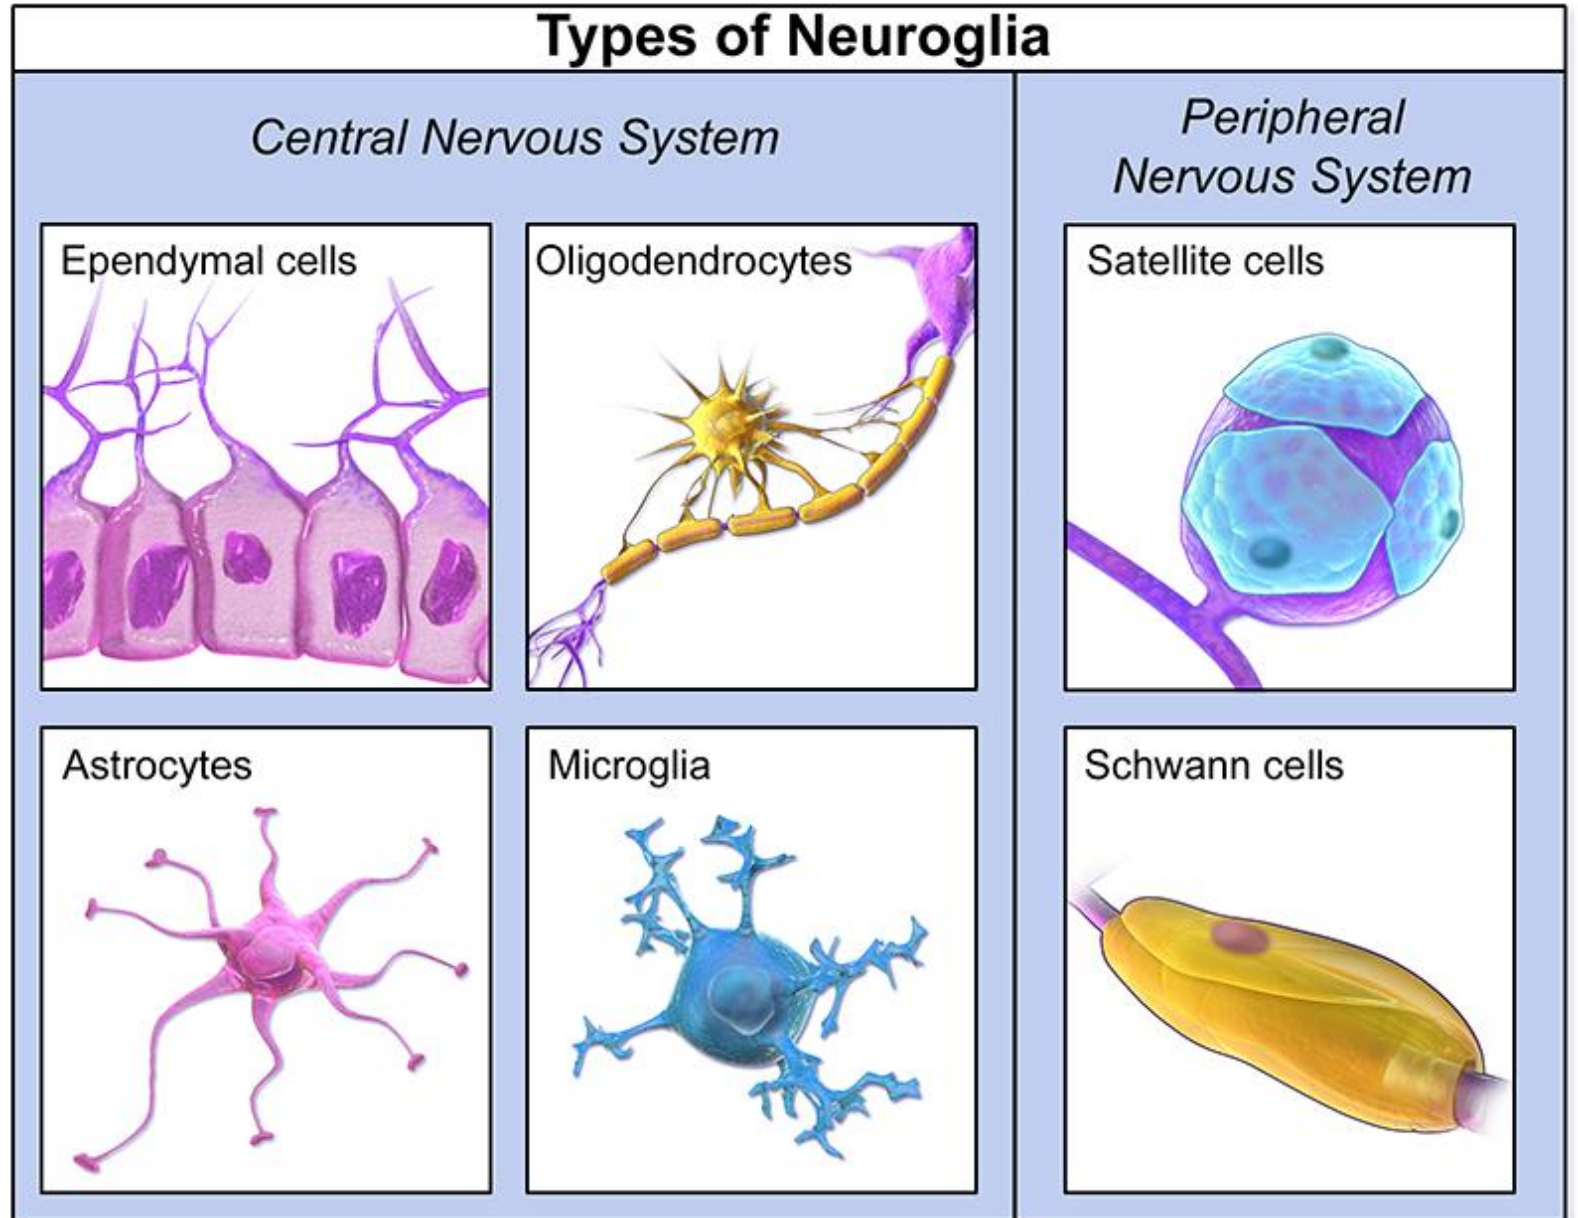 Types of Neuroglia
Central Nervous System
Peripheral
Nervous System
Ependymal cells
Oligodendrocytes
Satellite cells
Astrocytes
Microglia
Schwann cells